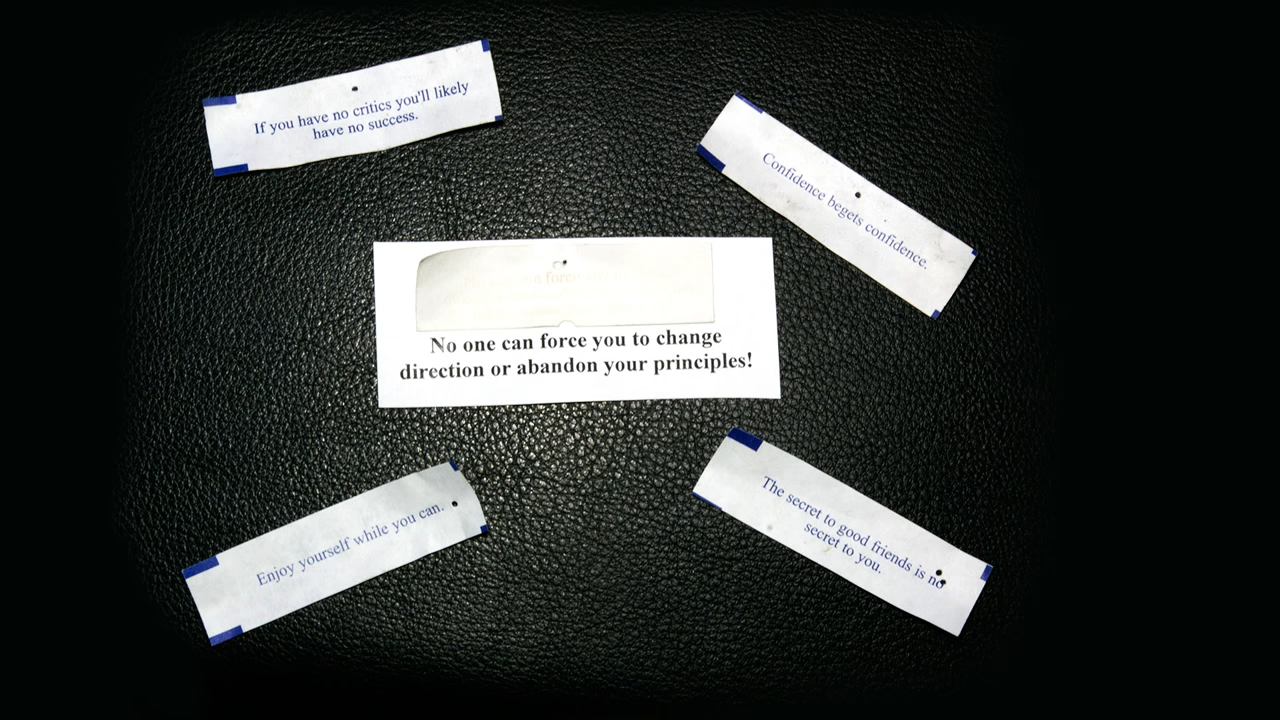 If you have no critics you'll likely
have no success.
Confidence begets confidence.
force
No one can force you to change
direction or abandon your principles!
Enjoy yourself while you can.
The secret to good friends is no
secret to you.